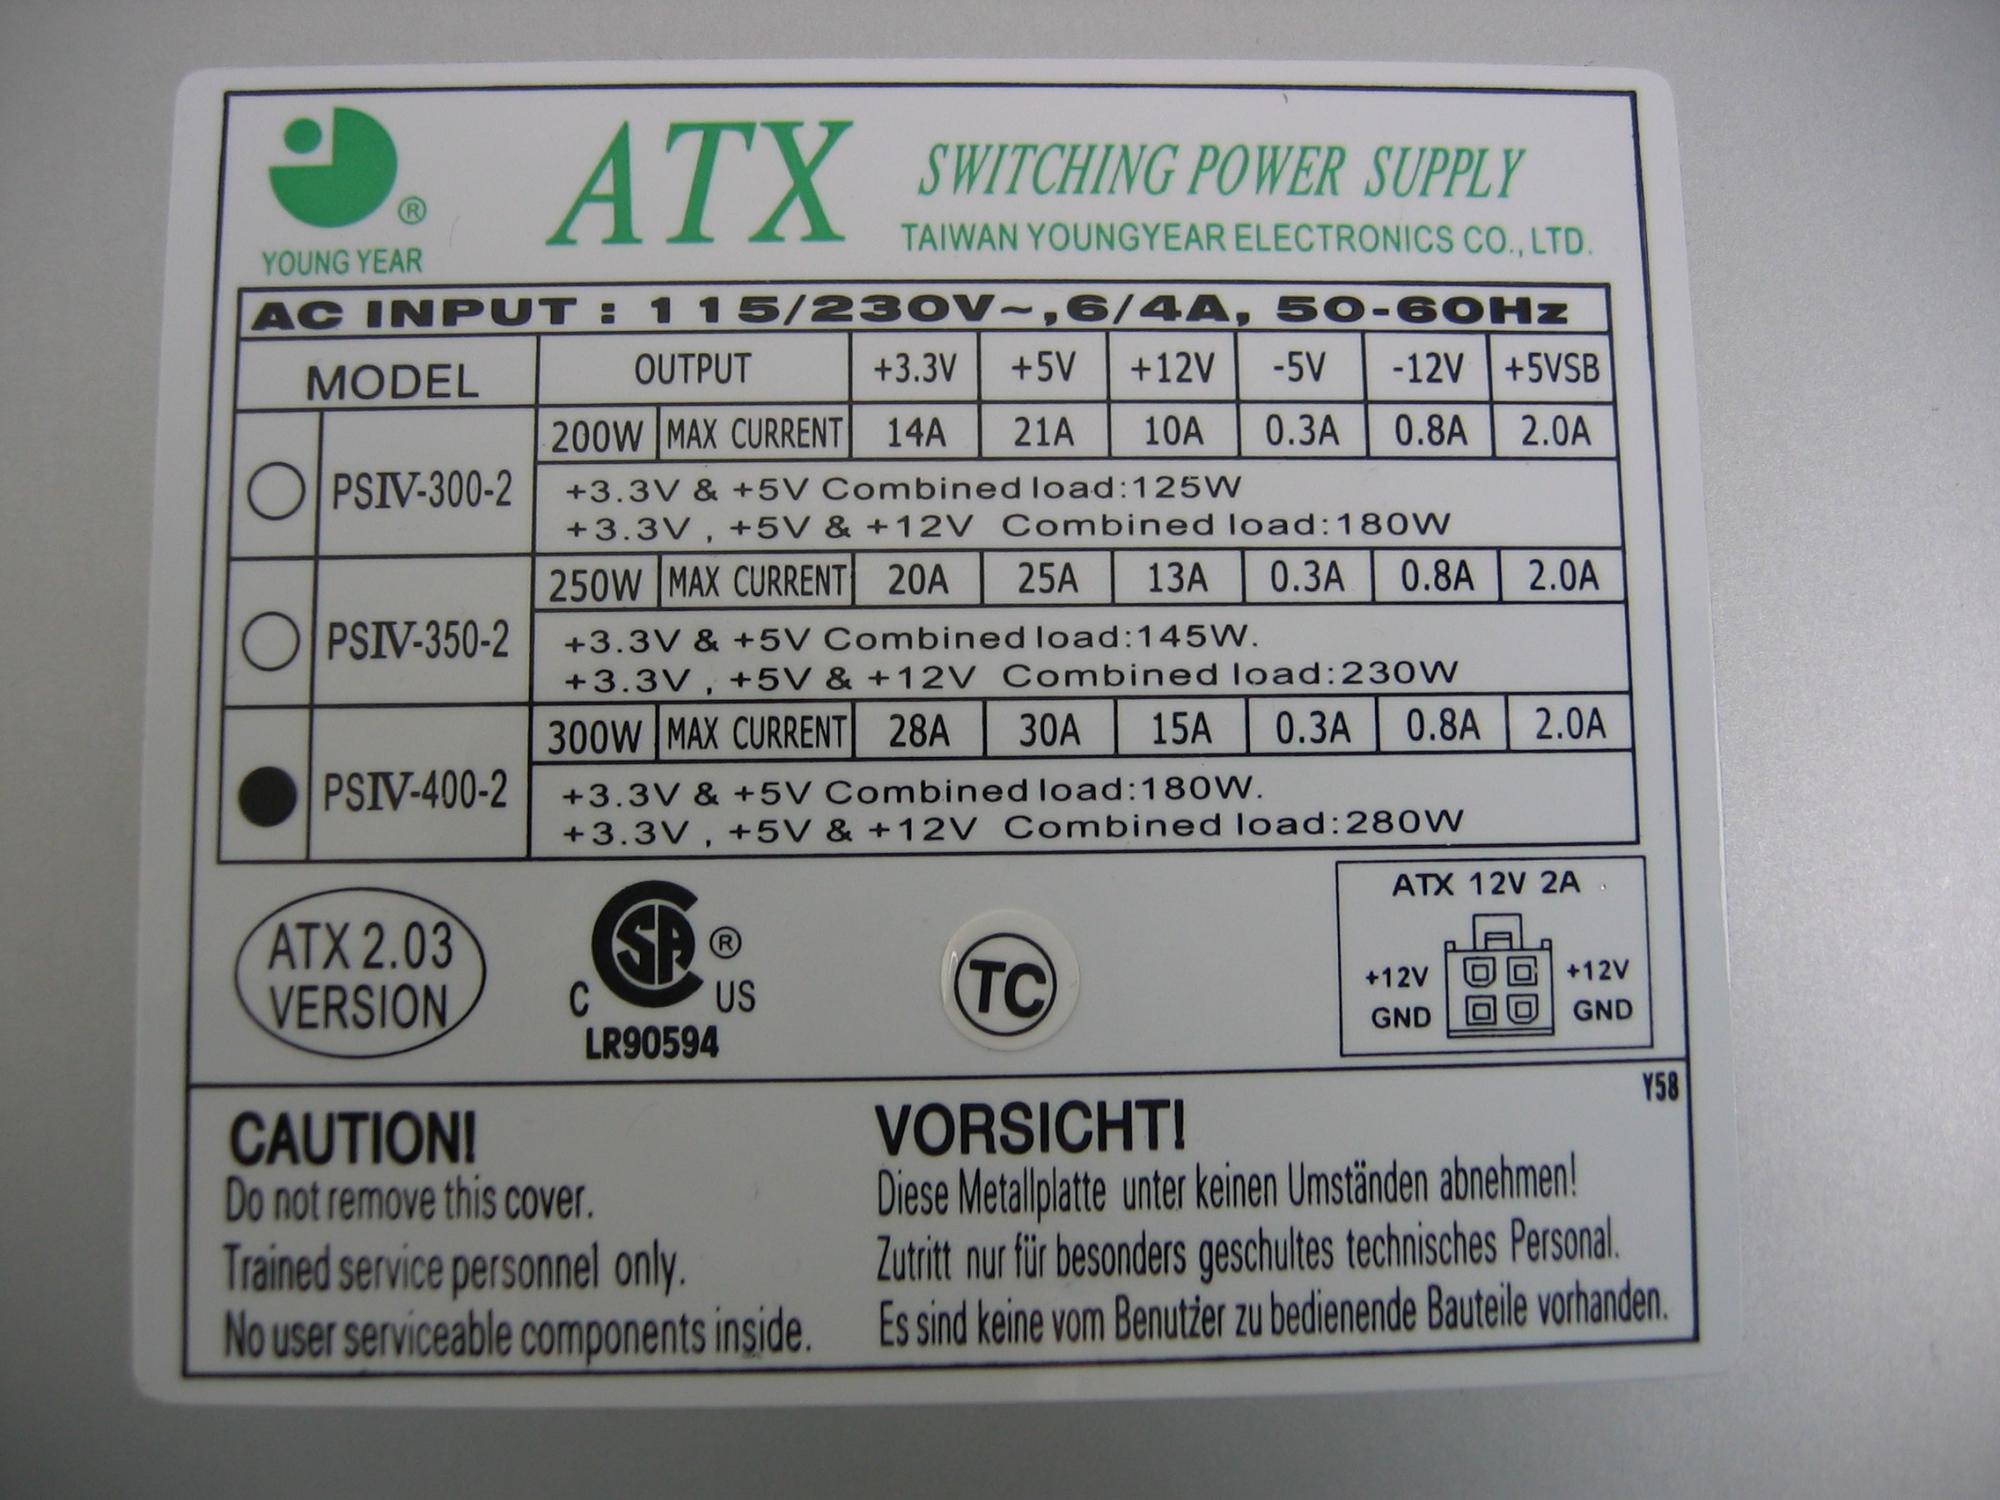 ATX
SWITCHING POWER SUPPLY
®
TAIWAN YOUNGYEAR ELECTRONICS CO., LTD.
YOUNG YEAR
AC INPUT : 115/230V~,6/4A, 50-60Hz
MODEL OUTPUT +3.3V +5V +12V -5V -12V +5VSB
200W MAX CURRENT 14A 21A 10A 0.3A 0.8A 2.0A
PSIV-300-2
+3.3V & +5V Combined load:125W
+3.3V , +5V & +12V Combined load:180W
250W MAX CURRENT 20A 25A 13A 0.3A 0.8A 2.0A
PSIV-350-2
+3.3V & +5V Combined load:145W.
+3.3V , +5V & +12V Combined load:230W
300W MAX CURRENT 28A 30A 15A 0.3A 0.8A 2.0A
PSIV-400-2
+3.3V & +5V Combined load:180W.
+3.3V , +5V & +12V Combined load:280W
ATX 2.03
VERSION
CSA ®
C US
LR90594
TC
ATX 12V 2A
+12V +12V
GND GND
Y58
CAUTION!
Do not remove this cover.
Trained service personnel only.
No user serviceable components inside.
VORSICHT!
Diese Metallplatte unter keinen Umständen abnehmen!
Zutritt nur für besonders geschultes technisches Personal.
Es sind keine vom Benutzer zu bedienende Bauteile vorhanden.